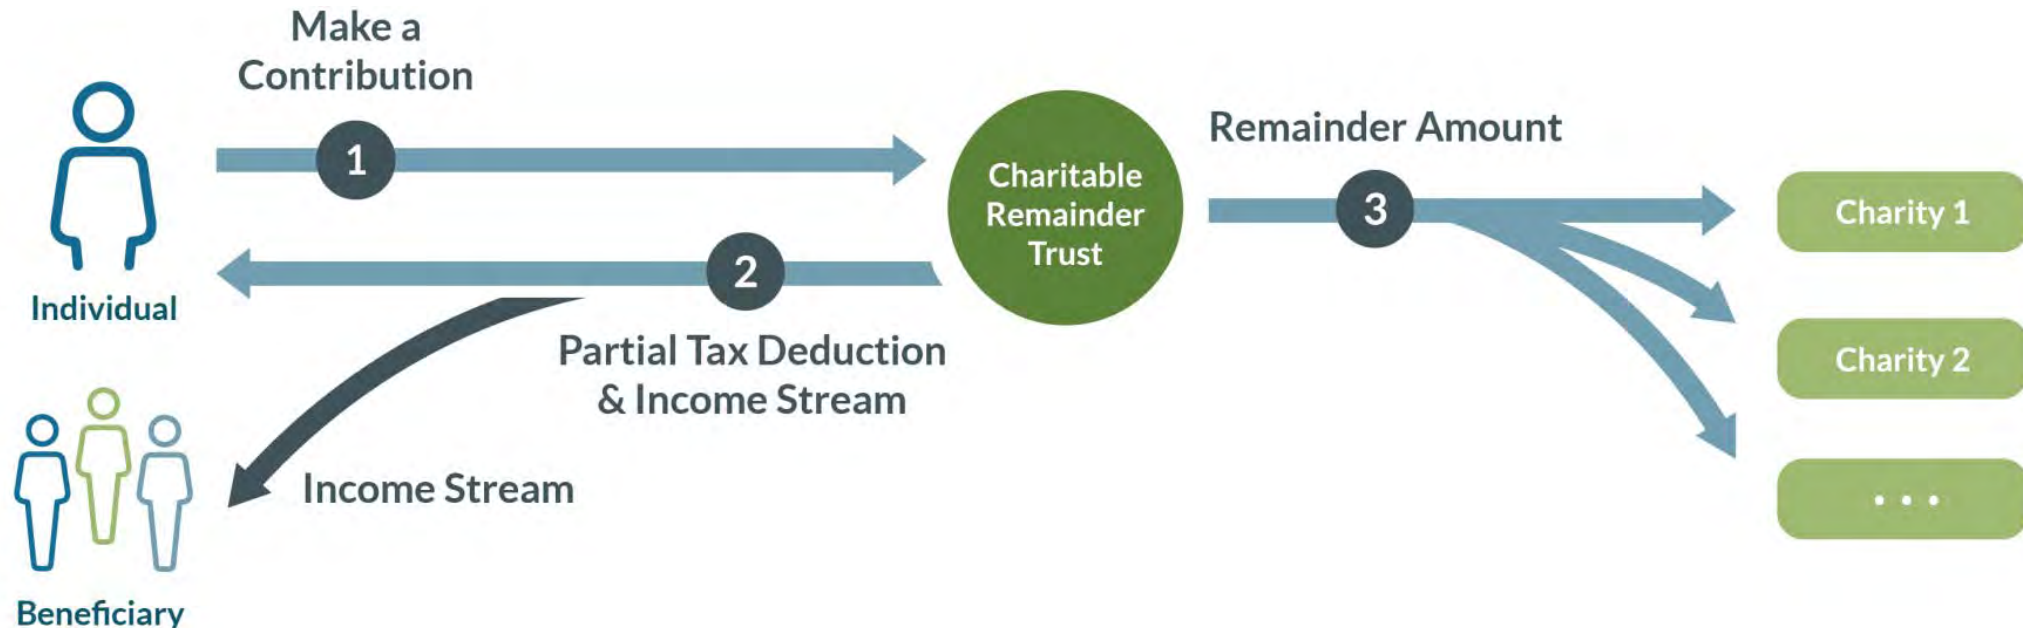 Make a
Contribution
1
Individual
2
Partial Tax Deduction
& Income Stream
Income Stream
Beneficiary
Charitable
Remainder
Trust
Remainder Amount
3
Charity 1
Charity 2
...